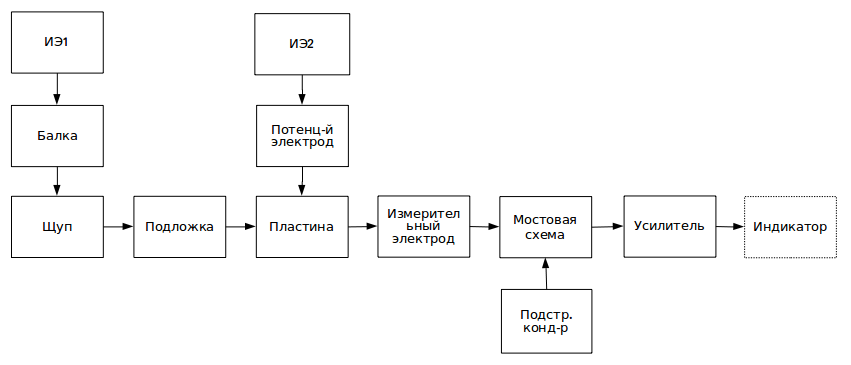 ИЭ1
ИЭ2
Балка
Потенц-й
электрод
Щуп
Подложка
Пластина
Измерител
ьный
электрод
Мостовая
схема
Усилитель
Индикатор
Подстр.
конд-р